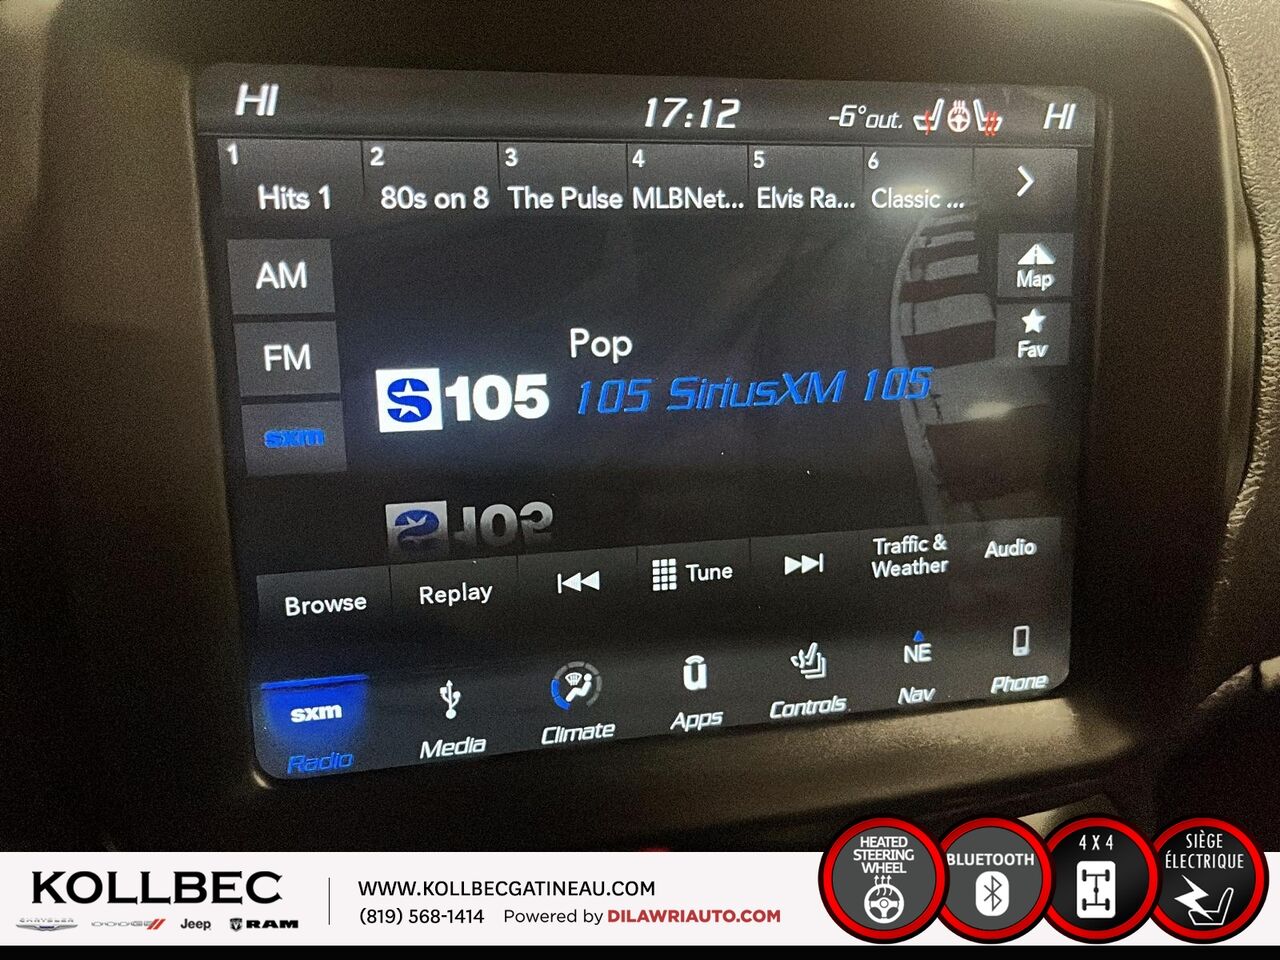 HI 17:12 -6°out. HI
1 2 3 4 5 6
Hits 1 80s on 8 The Pulse MLBNet... Elvis Ra... Classic ...
AM
Map
FM
Fav
sxm
Pop
S 105 105 SiriusXM 105
103
Browse Replay Tune Traffic & Weather Audio
sxm NE
Radio Media Climate Apps Controls Nav Phone
HEATED
STEERING
WHEEL
BLUETOOTH
4 X 4
SIÈGE
ÉLECTRIQUE
KOLLBEC
CHRYSLER DODGE Jeep RAM
WWW.KOLLBECGATINEAU.COM
(819) 568-1414 Powered by DILAWRIAUTO.COM